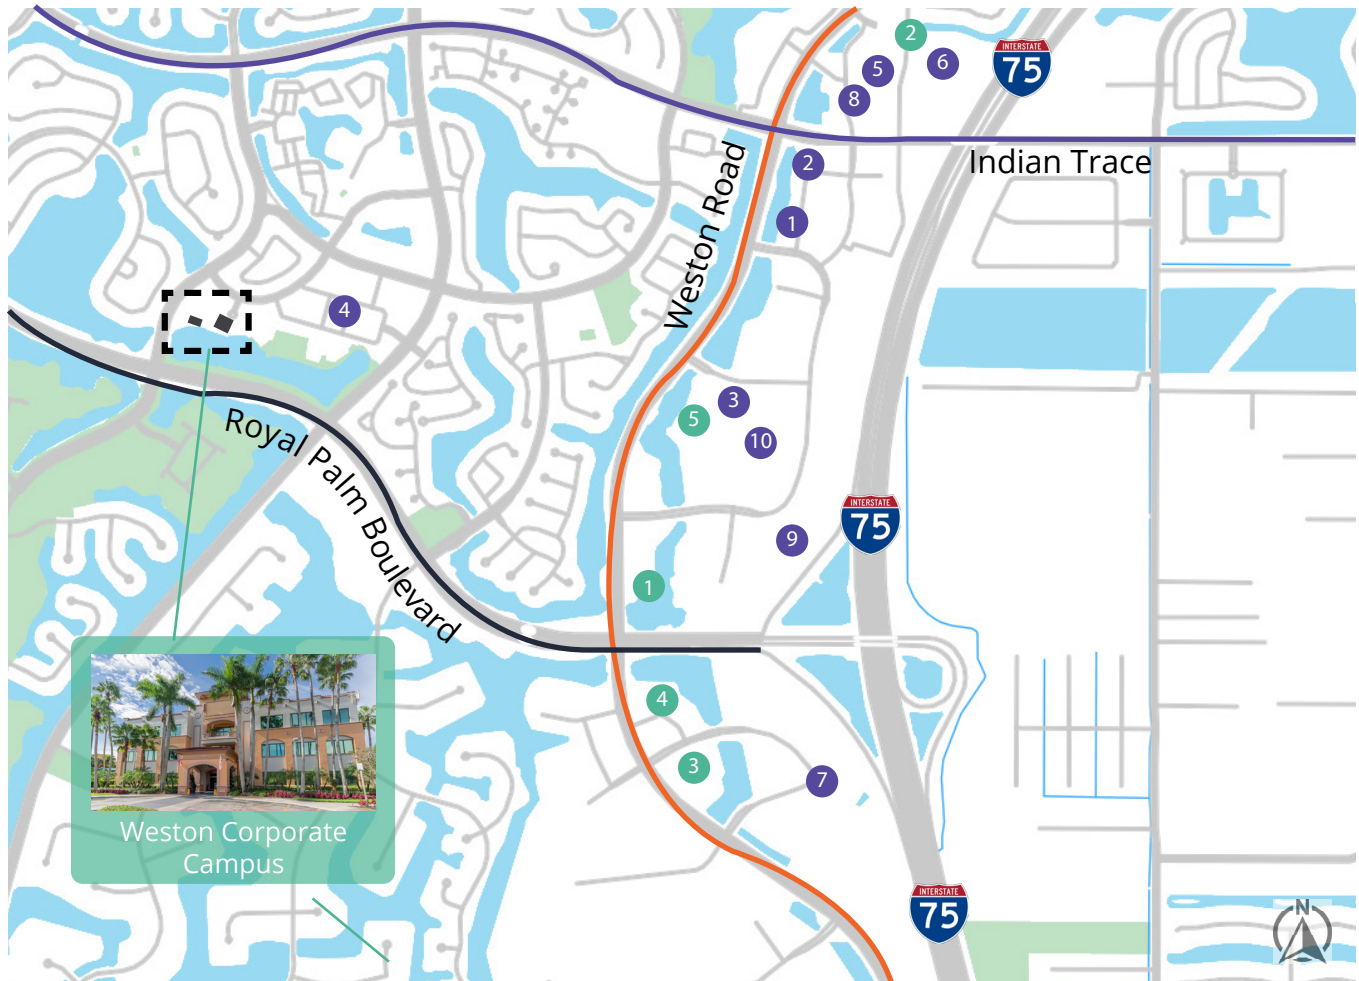 2
5
6
8
INTERSTATE
75
2
Indian Trace
1
Weston Road
4
3
5
10
Royal Palm Boulevard
INTERSTATE
75
9
1
4
3
7
Weston Corporate
Campus
INTERSTATE
75
N